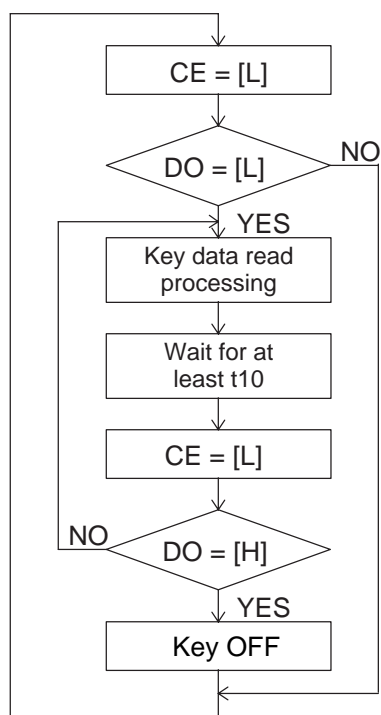 CE = [L]
DO = [L]
NO
YES
Key data read
processing
Wait for at
least t10
CE = [L]
NO
DO = [H]
YES
Key OFF